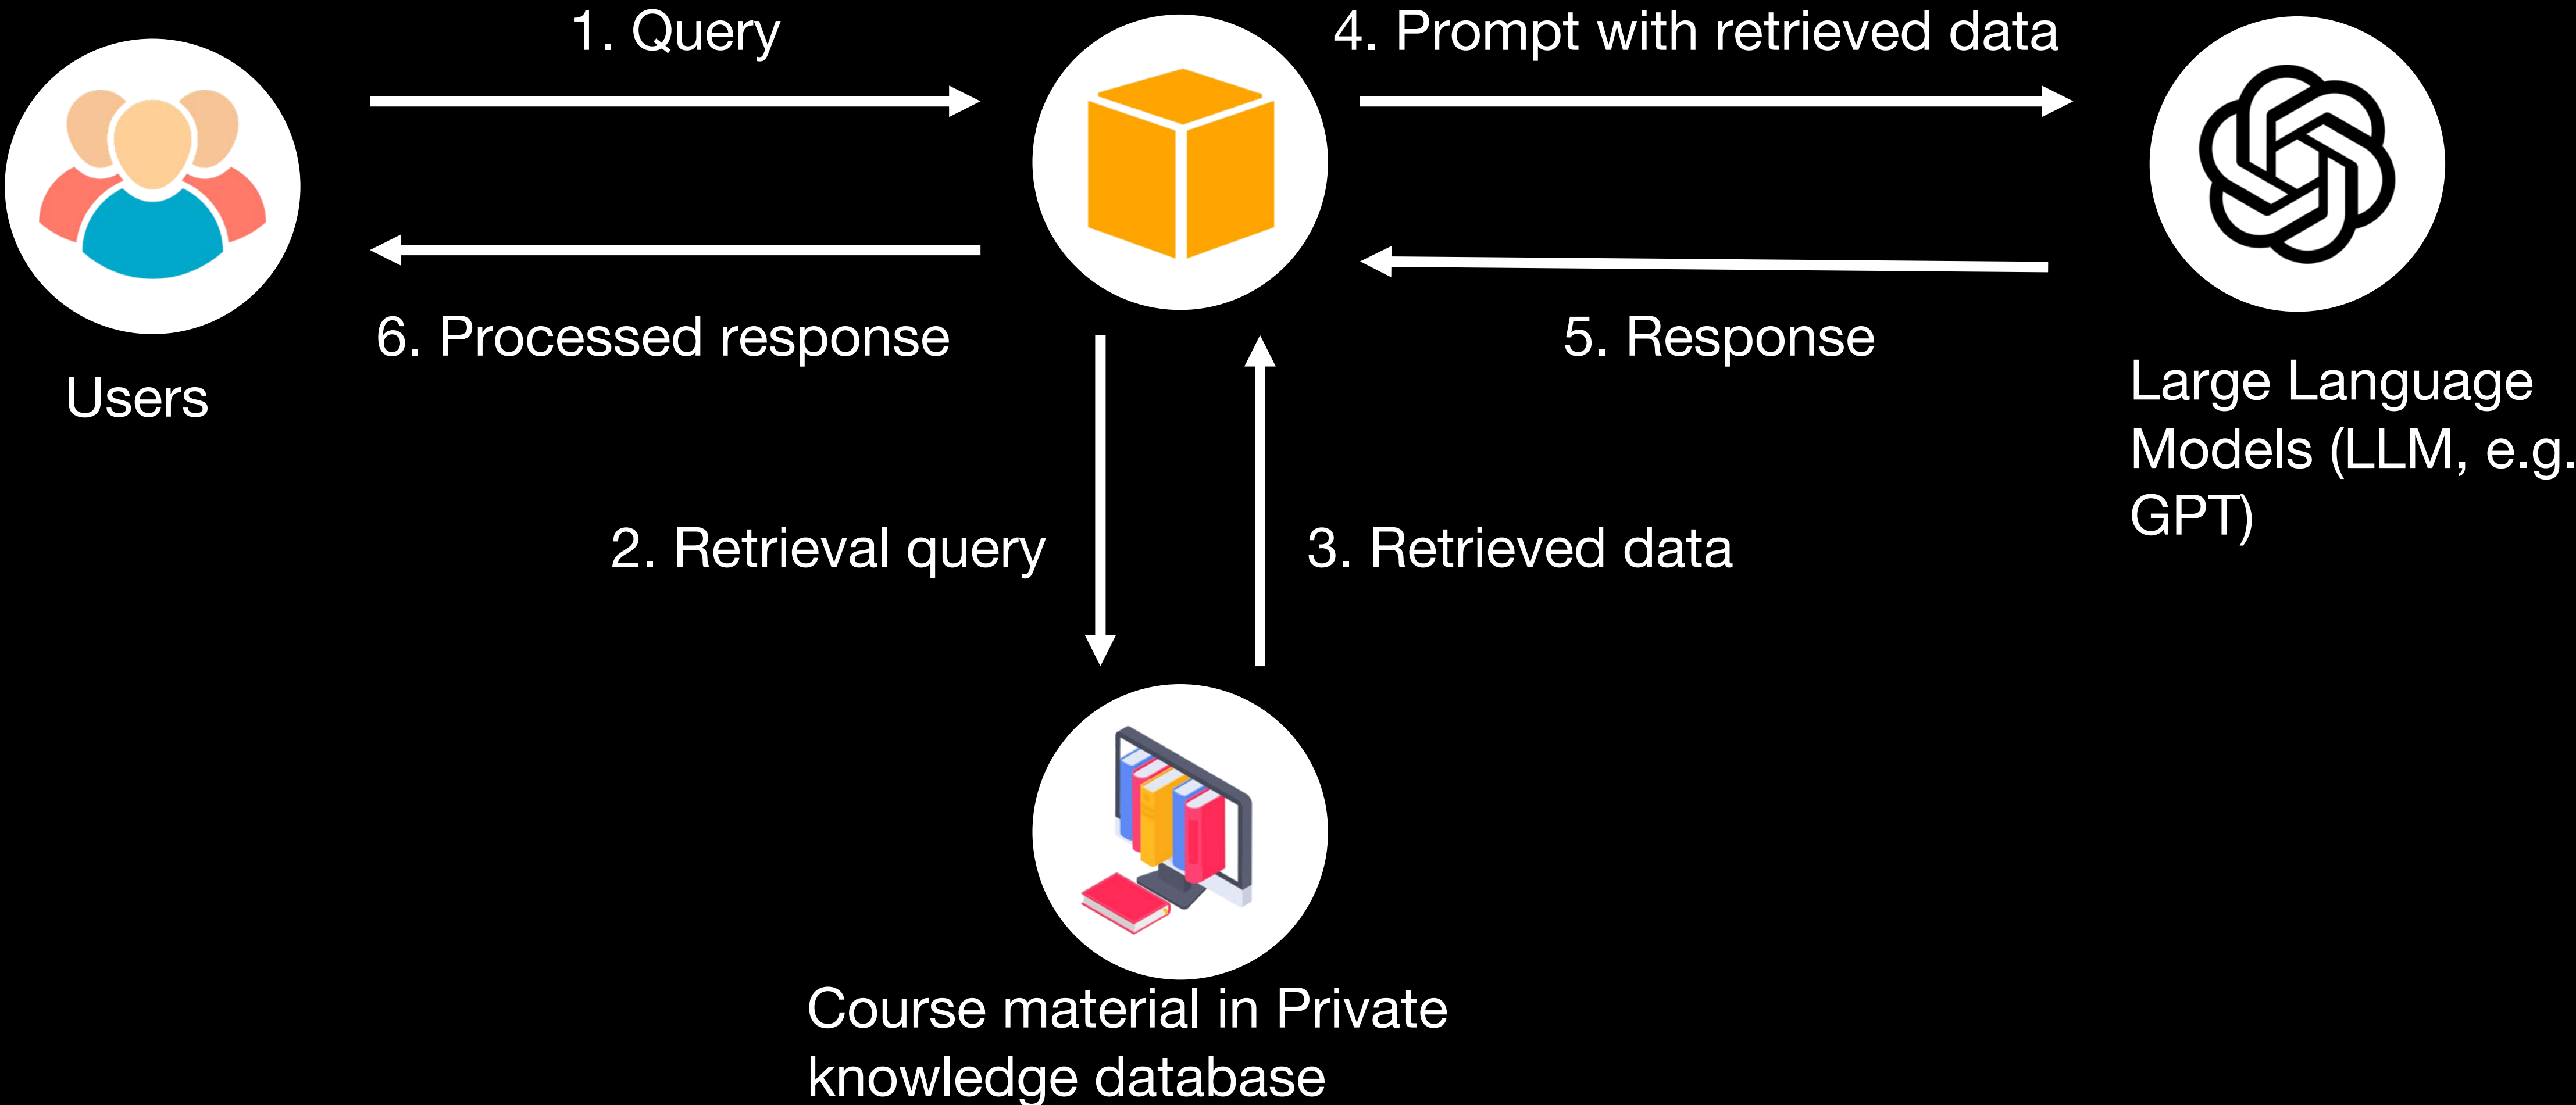 1. Query
4. Prompt with retrieved data
6. Processed response
5. Response
Users
Large Language
Models (LLM, e.g.
GPT)
2. Retrieval query
3. Retrieved data
Course material in Private
knowledge database